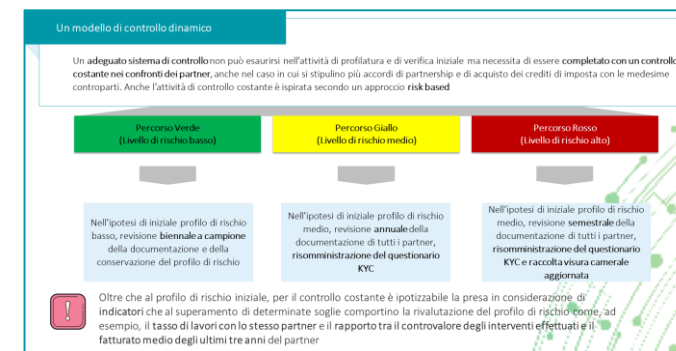 Un modello di controllo dinamico
Un adeguato sistema di controllo non può esaurirsi nell'attività di profilatura e di verifica iniziale ma necessita di essere completato con un controllo
costante nei confronti dei partner, anche nel caso in cui si stipulino più accordi di partnership e di acquisto dei crediti di imposta con le medesime
controparti. Anche l'attività di controllo costante è ispirata secondo un approccio risk based
Percorso Verde
(Livello di rischio basso)
Percorso Giallo
(Livello di rischio medio)
Percorso Rosso
(Livello di rischio alto)
Nell'ipotesi di iniziale profilo di rischio
basso, revisione biennale a campione
della documentazione e della
conservazione del profilo di rischio
Nell'ipotesi di iniziale profilo di rischio
medio, revisione annuale della
documentazione di tutti i partner,
risomministrazione del questionario
KYC
Nell'ipotesi di iniziale profilo di rischio
medio, revisione semestrale della
documentazione di tutti i partner,
risomministrazione del questionario
KYC e raccolta visura camerale
aggiornata
Oltre che al profilo di rischio iniziale, per il controllo costante è ipotizzabile la presa in considerazione di
indicatori che al superamento di determinate soglie comportino la rivalutazione del profilo di rischio come, ad
esempio, il tasso di lavori con lo stesso partner e il rapporto tra il controvalore degli interventi effettuati e il
fatturato medio degli ultimi tre anni del partner